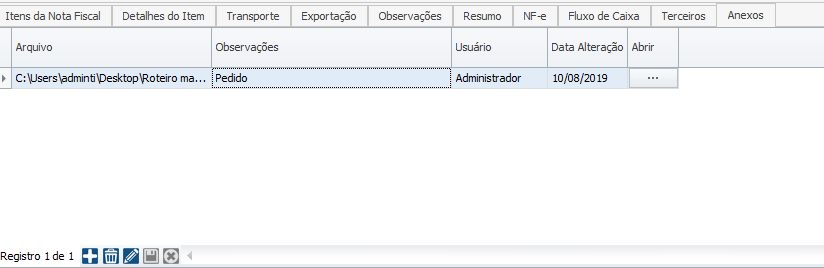 Itens da Nota Fiscal Detalhes do Item Transporte Exportação Observações Resumo NF-e Fluxo de Caixa Terceiros Anexos
Arquivo Observações Usuário Data Alteração Abrir
C:\Users\adminti\Desktop\Roteiro ma... Pedido Administrador 10/08/2019 ...
Registro 1 de 1